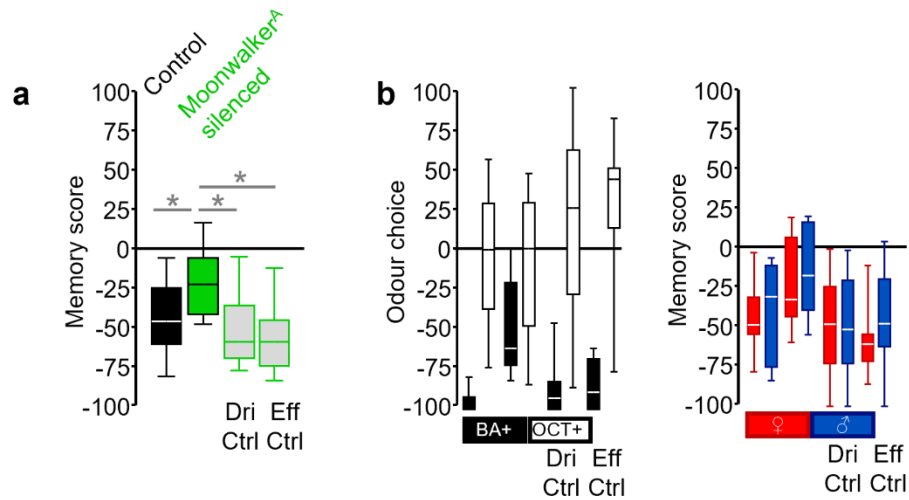 a
Control
Moonwalker^A
silenced
Memory score
100
75
50
25
0
-25
-50
-75
-100
*
*
*
Dri
Ctrl
Eff
Ctrl
b
Odour choice
100
75
50
25
0
-25
-50
-75
-100
BA+
OCT+
Dri
Ctrl
Eff
Ctrl
Memory score
100
75
50
25
0
-25
-50
-75
-100
♀
♂
Dri
Ctrl
Eff
Ctrl